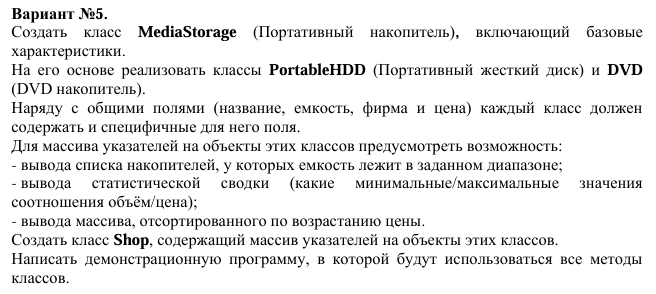 Вариант №5.
Создать класс MediaStorage (Портативный накопитель), включающий базовые
характеристики.
На его основе реализовать классы PortableHDD (Портативный жесткий диск) и DVD
(DVD накопитель).
Наряду с общими полями (название, емкость, фирма и цена) каждый класс должен
содержать и специфичные для него поля.
Для массива указателей на объекты этих классов предусмотреть возможность:
- вывода списка накопителей, у которых емкость лежит в заданном диапазоне;
- вывода статистической сводки (какие минимальные/максимальные значения
соотношения объём/цена);
- вывода массива, отсортированного по возрастанию цены.
Создать класс Shop, содержащий массив указателей на объекты этих классов.
Написать демонстрационную программу, в которой будут использоваться все методы
классов.